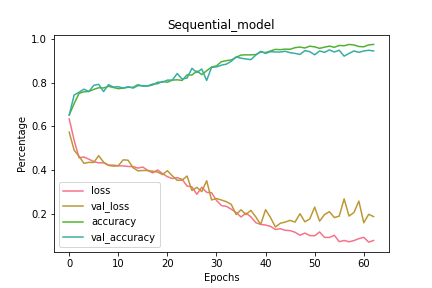 Sequential_model
1.0
0.8
0.6
0.4
0.2
Percentage
loss
val_loss
accuracy
val_accuracy
0 10 20 30 40 50 60
Epochs